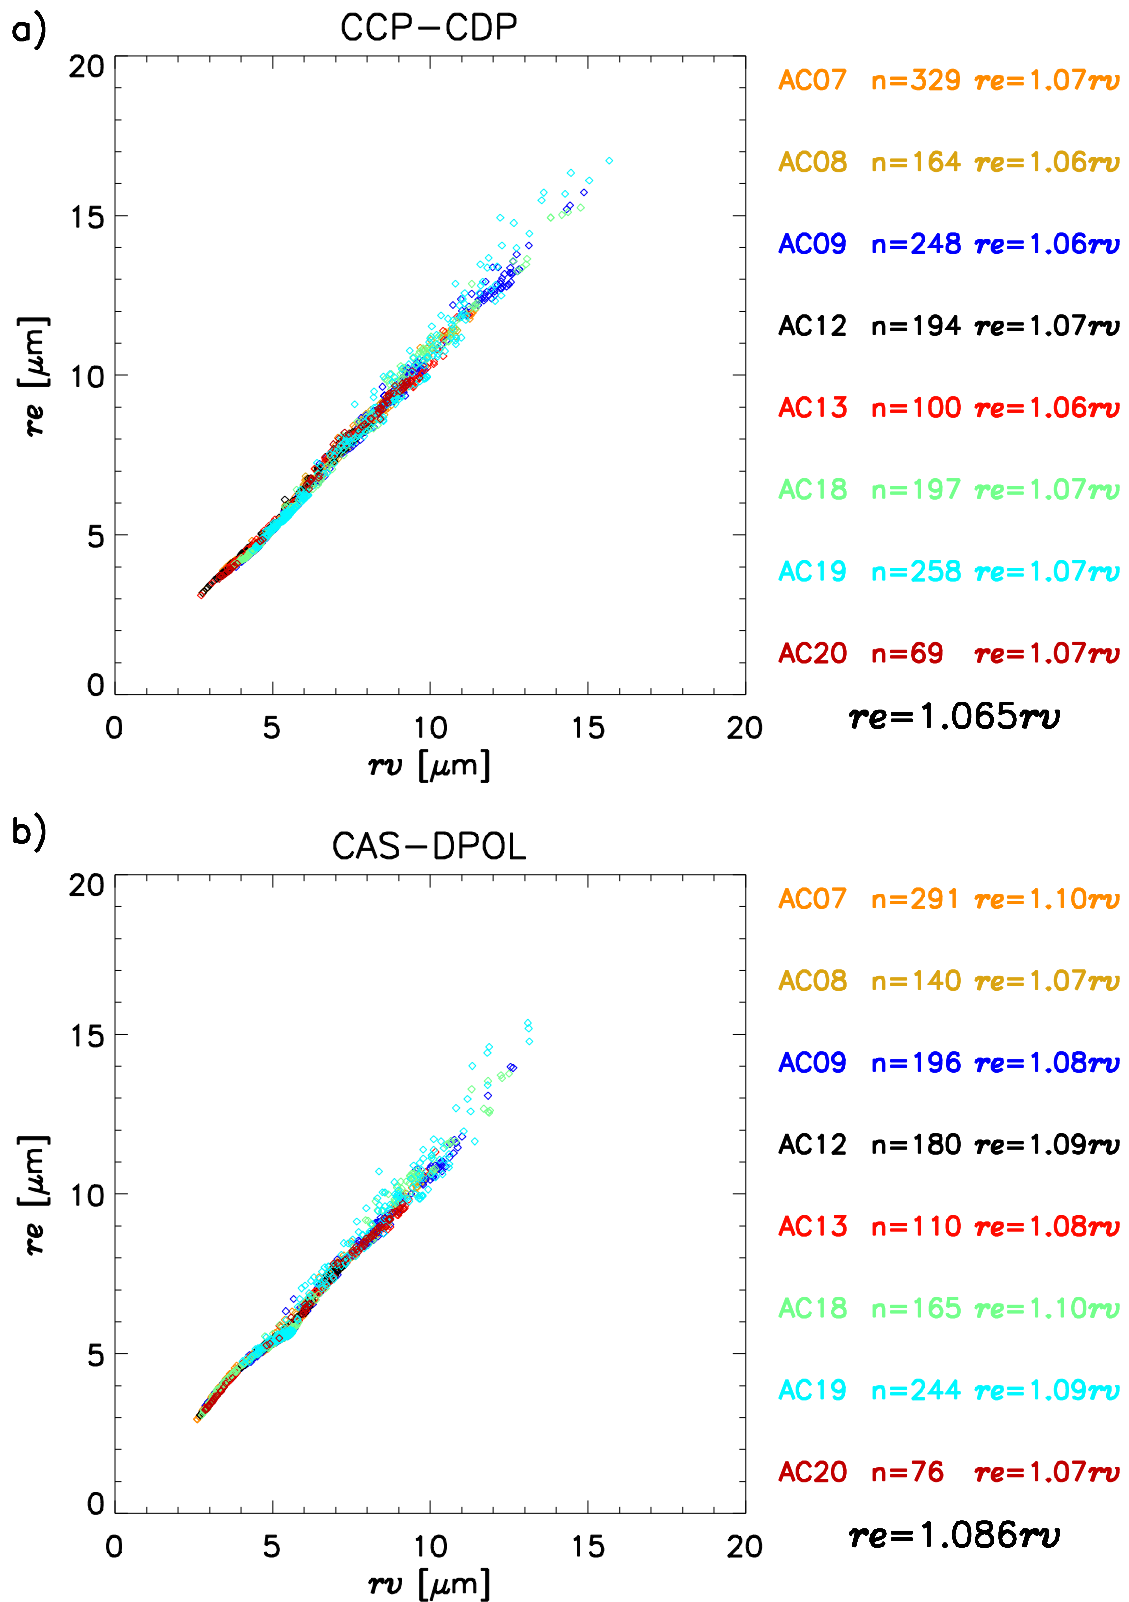 a)
CCP-CDP
20
15
10
5
0
re [μm]
0 5 10 15 20
rv [μm]
AC07 n=329 re=1.07rv
AC08 n=164 re=1.06rv
AC09 n=248 re=1.06rv
AC12 n=194 re=1.07rv
AC13 n=100 re=1.06rv
AC18 n=197 re=1.07rv
AC19 n=258 re=1.07rv
AC20 n=69 re=1.07rv
re=1.065rv
b)
CAS-DPOL
20
15
10
5
0
re [μm]
0 5 10 15 20
rv [μm]
AC07 n=291 re=1.10rv
AC08 n=140 re=1.07rv
AC09 n=196 re=1.08rv
AC12 n=180 re=1.09rv
AC13 n=110 re=1.08rv
AC18 n=165 re=1.10rv
AC19 n=244 re=1.09rv
AC20 n=76 re=1.07rv
re=1.086rv